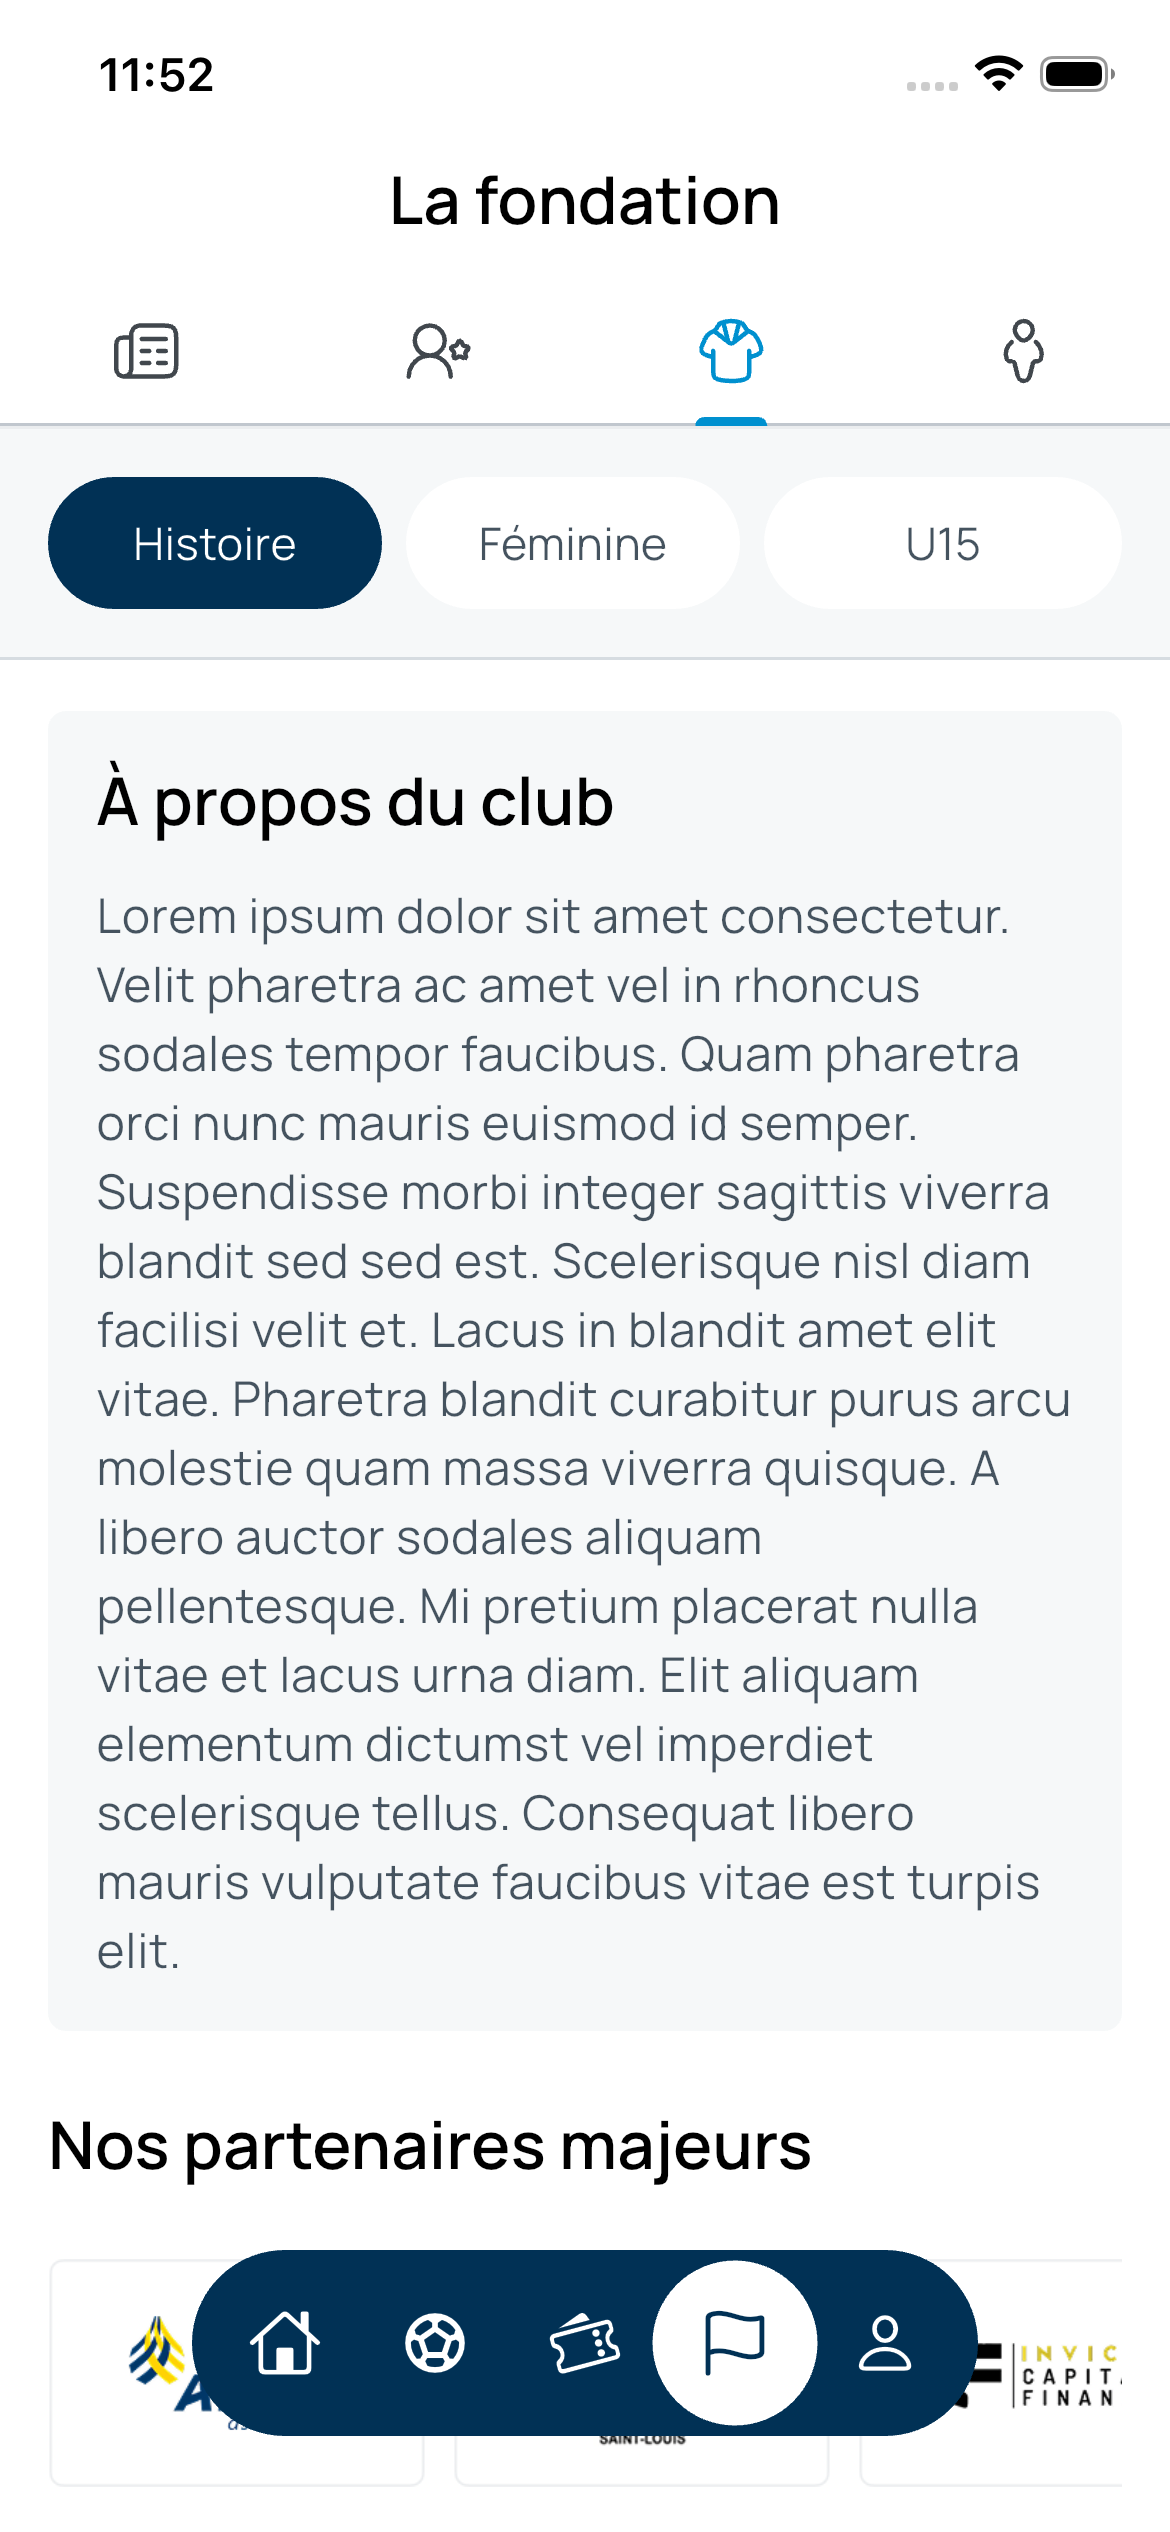 11:52
La fondation
Histoire
Féminine
U15
À propos du club
Lorem ipsum dolor sit amet consectetur.
Velit pharetra ac amet vel in rhoncus
sodales tempor faucibus. Quam pharetra
orci nunc mauris euismod id semper.
Suspendisse morbi integer sagittis viverra
blandit sed sed est. Scelerisque nisl diam
facilisi velit et. Lacus in blandit amet elit
vitae. Pharetra blandit curabitur purus arcu
molestie quam massa viverra quisque. A
libero auctor sodales aliquam
pellentesque. Mi pretium placerat nulla
vitae et lacus urna diam. Elit aliquam
elementum dictumst vel imperdiet
scelerisque tellus. Consequat libero
mauris vulputate faucibus vitae est turpis
elit.
Nos partenaires majeurs
SAINT-LOUIS
INVIC
CAPIT
FINAN